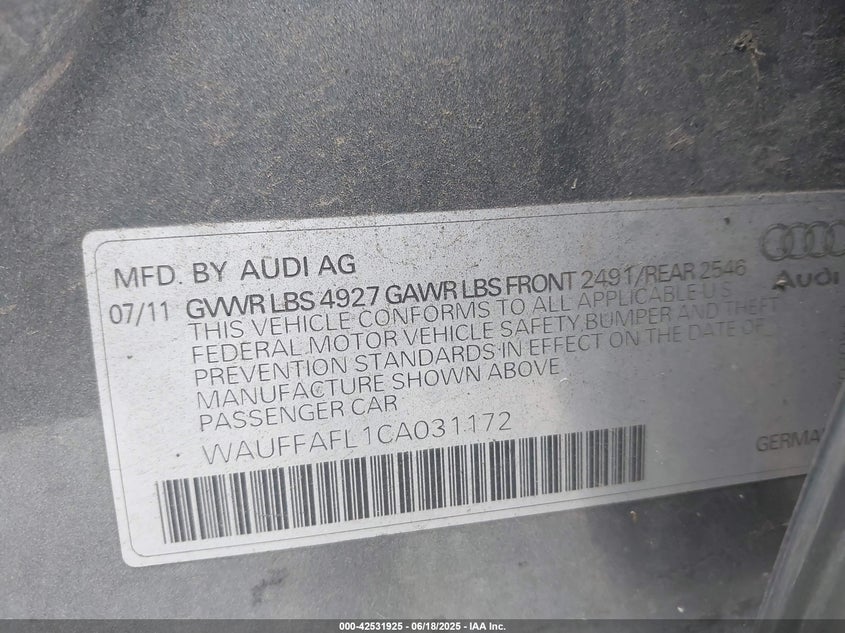 MFD. BY AUDI AG
07/11 GVWR LBS 4927 GAWR LBS FRONT 2491/REAR 2546
THIS VEHICLE CONFORMS TO ALL APPLICABLE U S
FEDERAL MOTOR VEHICLE SAFETY BUMPER AND THEFT
PREVENTION STANDARDS IN EFFECT ON THE DATE OF
MANUFACTURE SHOWN ABOVE
PASSENGER CAR
WAUFFAFL1CA031172
Audi
GERMAN
000-42531925 - 06/18/2025 - IAA Inc.